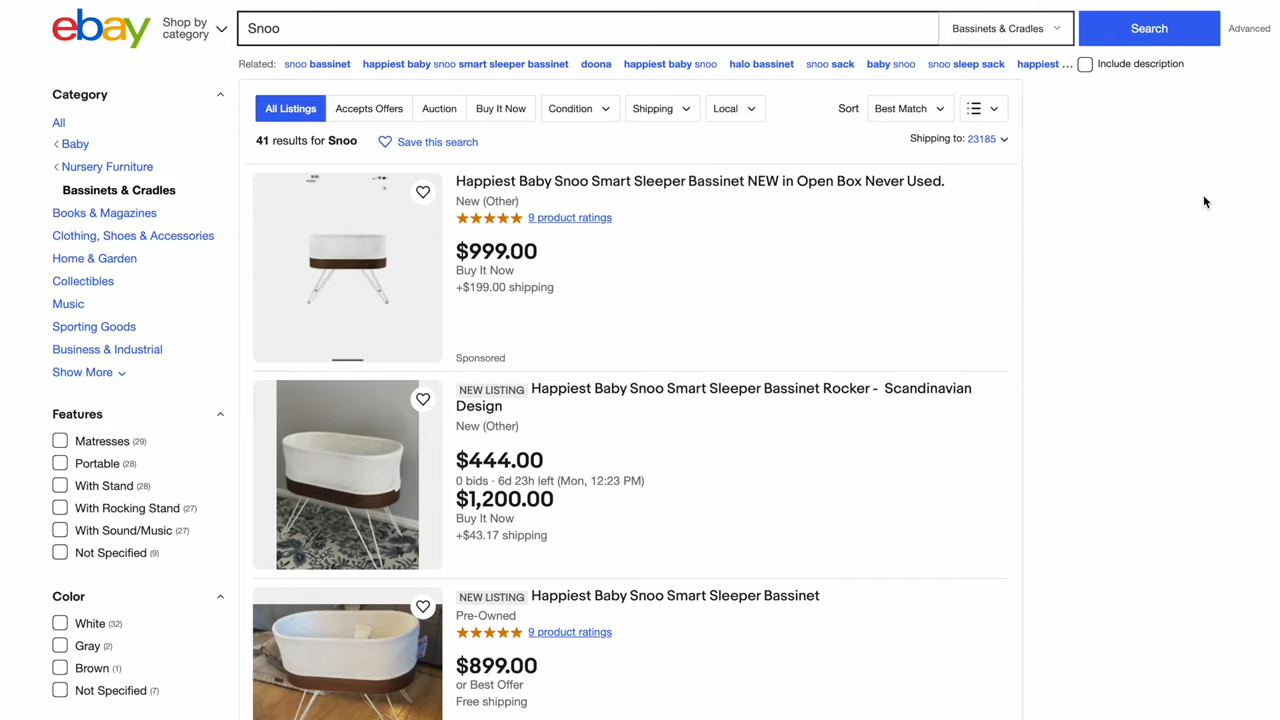 ebay
Shop by
category
Snoo
Bassinets & Cradles
Search
Advanced
Related: snoo bassinet happiest baby snoo smart sleeper bassinet doona happiest baby snoo halo bassinet snoo sack baby snoo snoo sleep sack happiest ... Include description
Category
All
Baby
Nursery Furniture
Bassinets & Cradles
Books & Magazines
Clothing, Shoes & Accessories
Home & Garden
Collectibles
Music
Sporting Goods
Business & Industrial
Show More
Features
Matresses (29)
Portable (28)
With Stand (28)
With Rocking Stand (27)
With Sound/Music (27)
Not Specified (9)
Color
White (32)
Gray (2)
Brown (1)
Not Specified (7)
All Listings Accepts Offers Auction Buy It Now Condition Shipping Local Sort Best Match
41 results for Snoo Save this search Shipping to: 23185
Happiest Baby Snoo Smart Sleeper Bassinet NEW in Open Box Never Used.
New (Other)
9 product ratings
$999.00
Buy It Now
+$199.00 shipping
Sponsored
NEW LISTING Happiest Baby Snoo Smart Sleeper Bassinet Rocker - Scandinavian
Design
New (Other)
$444.00
0 bids · 6d 23h left (Mon, 12:23 PM)
$1,200.00
Buy It Now
+$43.17 shipping
NEW LISTING Happiest Baby Snoo Smart Sleeper Bassinet
Pre-Owned
9 product ratings
$899.00
or Best Offer
Free shipping